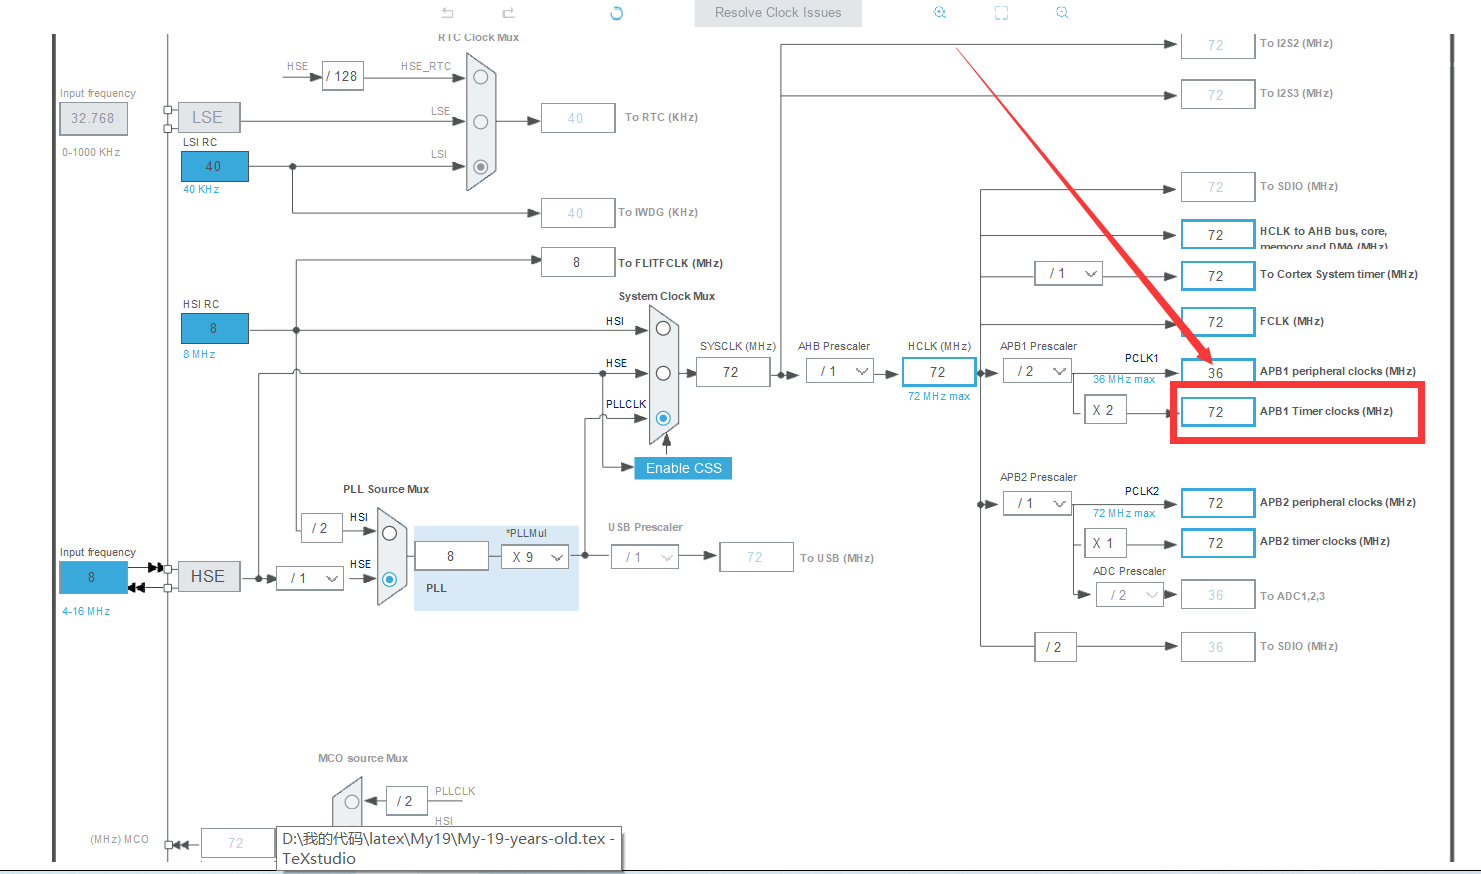 Resolve Clock Issues
RTC Clock Mux
HSE
/ 128
HSE_RTC
Input frequency
32.768
0-1000 KHz
LSE
LSE
40
To RTC (KHz)
LSI RC
40
40 KHz
LSI
40
To IWDG (KHz)
8
To FLITFCLK (MHz)
HSI RC
8
8 MHz
System Clock Mux
HSI
HSE
PLLCLK
Enable CSS
SYSCLK (MHz)
72
AHB Prescaler
/ 1
HCLK (MHz)
72
72 MHz max
72
To I2S2 (MHz)
72
To I2S3 (MHz)
72
To SDIO (MHz)
72
HCLK to AHB bus, core,
memory and DMA (MHz)
/ 1
72
To Cortex System timer (MHz)
72
FCLK (MHz)
APB1 Prescaler
/ 2
PCLK1
36 MHz max
36
APB1 peripheral clocks (MHz)
X 2
72
APB1 Timer clocks (MHz)
APB2 Prescaler
/ 1
PCLK2
72 MHz max
72
APB2 peripheral clocks (MHz)
X 1
72
APB2 timer clocks (MHz)
ADC Prescaler
/ 2
36
To ADC1,2,3
/ 2
36
To SDIO (MHz)
PLL Source Mux
/ 2
HSI
HSE
Input frequency
8
4-16 MHz
HSE
/ 1
8
*PLLMul
X 9
PLL
USB Prescaler
/ 1
72
To USB (MHz)
MCO source Mux
/ 2
PLLCLK
HSI
(MHz) MCO
72
D:\我的代码\latex\My19\My-19-years-old.tex -
TeXstudio